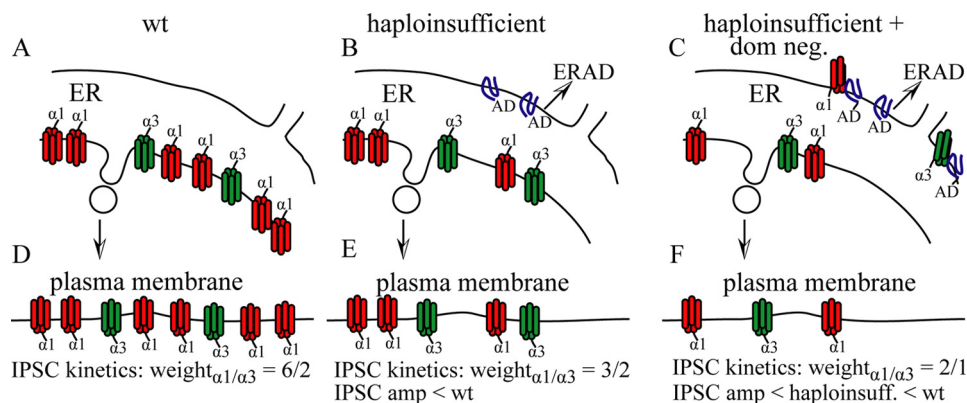 A
wt
ER
α1
α1
α3
α1
α1
α3
α1
α1
B
haploinsufficient
ER
AD
AD
ERAD
α1
α1
α3
α1
α3
C
haploinsufficient +
dom neg.
ER
α1
AD
AD
ERAD
α1
α3
α1
α3
AD
D
plasma membrane
α1 α1 α3 α1 α1 α3 α1 α1
IPSC kinetics: weightα1/α3 = 6/2
E
plasma membrane
α1 α1 α3 α1 α3
IPSC kinetics: weightα1/α3 = 3/2
IPSC amp < wt
F
plasma membrane
α1 α3 α1
IPSC kinetics: weightα1/α3 = 2/1
IPSC amp < haploinsuff. < wt